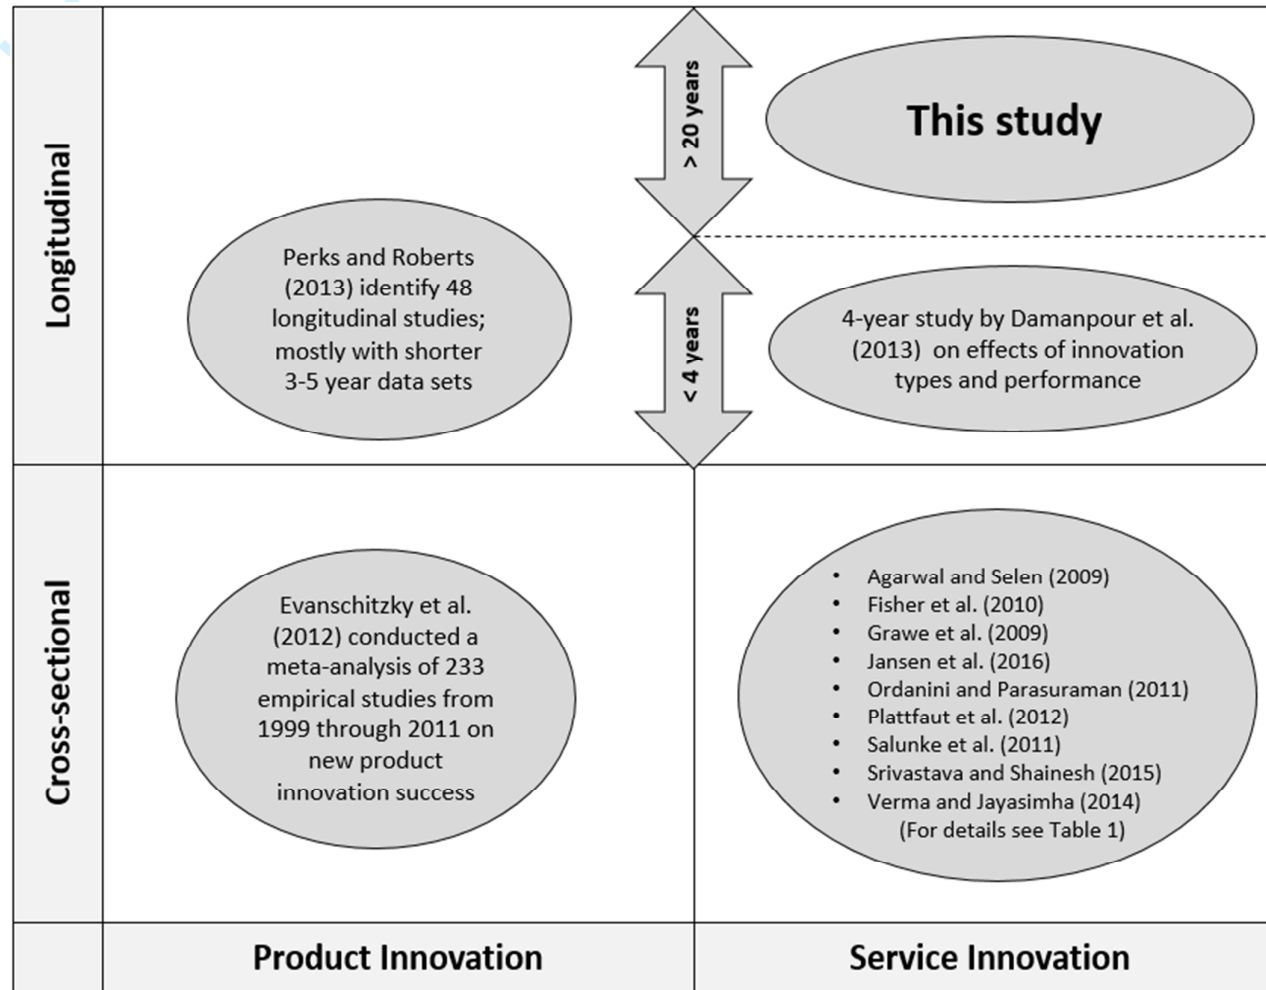 Longitudinal
> 20 years
This study
Perks and Roberts
(2013) identify 48
longitudinal studies;
mostly with shorter
3-5 year data sets
< 4 years
4-year study by Damanpour et al.
(2013)  on effects of innovation
types and performance
Cross-sectional
Evanschitzky et al.
(2012) conducted a
meta-analysis of 233
empirical studies from
1999 through 2011 on
new product
innovation success
• Agarwal and Selen (2009)
• Fisher et al. (2010)
• Grawe et al. (2009)
• Jansen et al. (2016)
• Ordanini and Parasuraman (2011)
• Plattfaut et al. (2012)
• Salunke et al. (2011)
• Srivastava and Shainesh (2015)
• Verma and Jayasimha (2014)
(For details see Table 1)
Product Innovation
Service Innovation